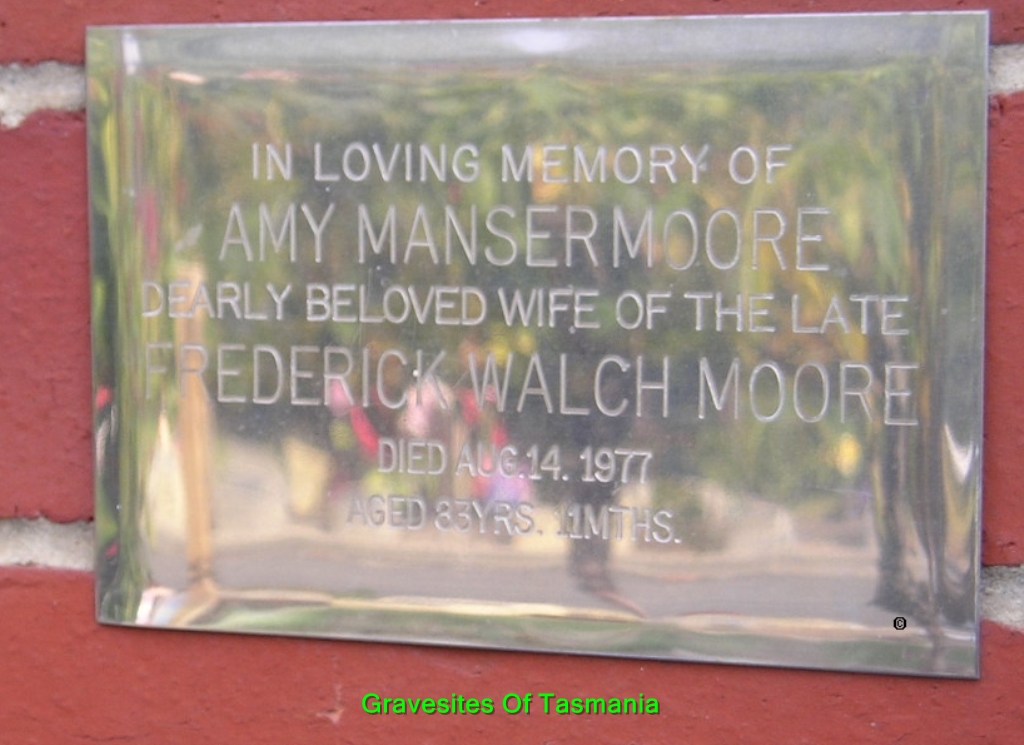 IN LOVING MEMORY OF
AMY MANSER MOORE
DEARLY BELOVED WIFE OF THE LATE
FREDERICK WALCH MOORE
DIED AUG. 14. 1977
AGED 83YRS. 11MTHS.
©
Gravesites Of Tasmania